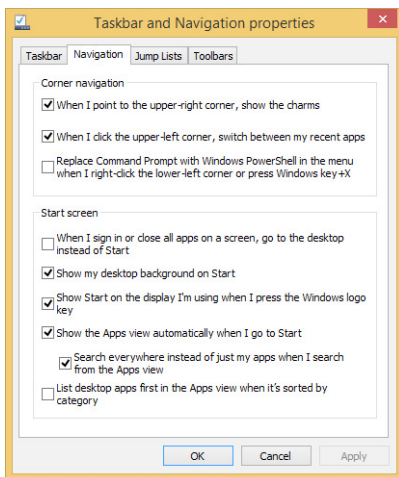 Taskbar and Navigation properties
Taskbar Navigation Jump Lists Toolbars
Corner navigation
When I point to the upper-right corner, show the charms
When I click the upper-left corner, switch between my recent apps
Replace Command Prompt with Windows PowerShell in the menu
when I right-click the lower-left corner or press Windows key+X
Start screen
When I sign in or close all apps on a screen, go to the desktop
instead of Start
Show my desktop background on Start
Show Start on the display I'm using when I press the Windows logo
key
Show the Apps view automatically when I go to Start
Search everywhere instead of just my apps when I search
from the Apps view
List desktop apps first in the Apps view when it's sorted by
category
OK Cancel Apply